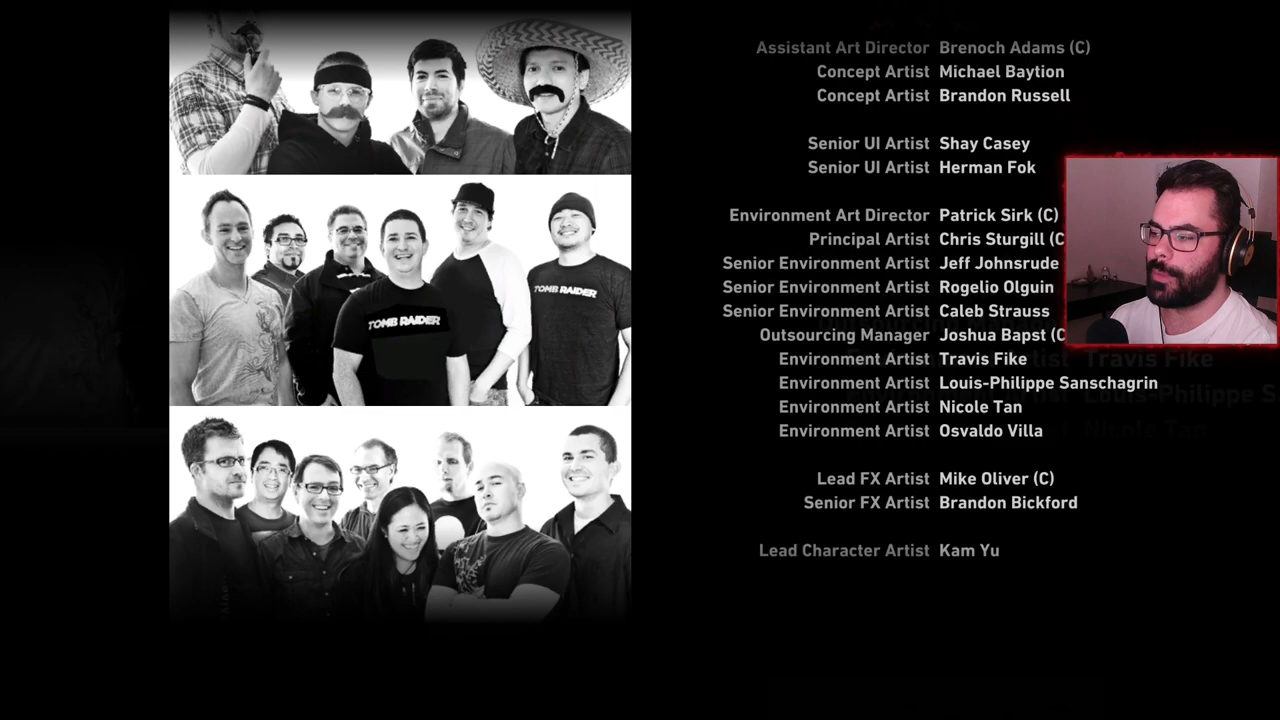 Assistant Art Director Brenoch Adams (C)
Concept Artist Michael Baytion
Concept Artist Brandon Russell
Senior UI Artist Shay Casey
Senior UI Artist Herman Fok
Environment Art Director Patrick Sirk (C)
Principal Artist Chris Sturgill (C
Senior Environment Artist Jeff Johnsrude
Senior Environment Artist Rogelio Olguin
Senior Environment Artist Caleb Strauss
Outsourcing Manager Joshua Bapst (C
Environment Artist Travis Fike
Environment Artist Louis-Philippe Sanschagrin
Environment Artist Nicole Tan
Environment Artist Osvaldo Villa
Lead FX Artist Mike Oliver (C)
Senior FX Artist Brandon Bickford
Lead Character Artist Kam Yu
TOMB RAIDER
TOMB RAIDER